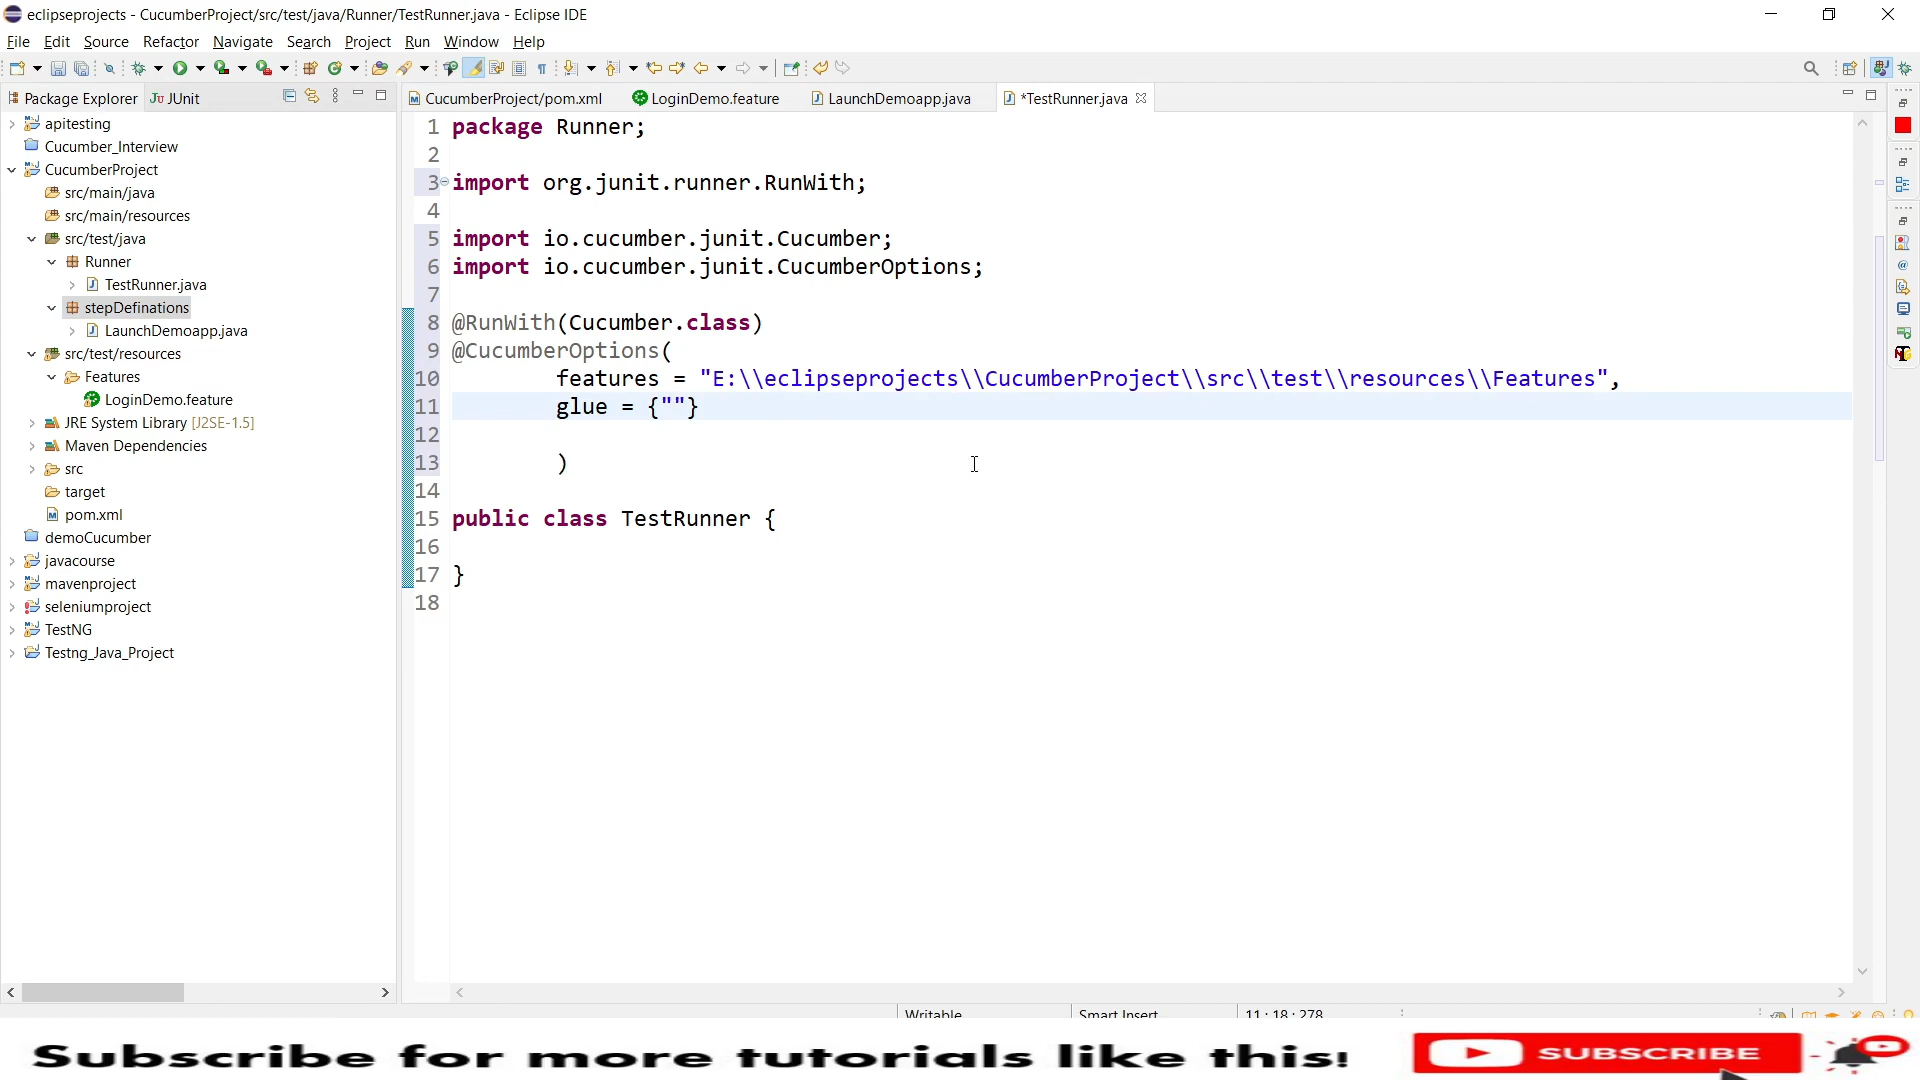 eclipseprojects - CucumberProject/src/test/java/Runner/TestRunner.java - Eclipse IDE
File Edit Source Refactor Navigate Search Project Run Window Help
Package Explorer JUnit
CucumberProject/pom.xml LoginDemo.feature LaunchDemoapp.java *TestRunner.java
apitesting
Cucumber_Interview
CucumberProject
src/main/java
src/main/resources
src/test/java
Runner
TestRunner.java
stepDefinations
LaunchDemoapp.java
src/test/resources
Features
LoginDemo.feature
JRE System Library [J2SE-1.5]
Maven Dependencies
src
target
pom.xml
demoCucumber
javacourse
mavenproject
seleniumproject
TestNG
Testng_Java_Project
1 package Runner;
2
3 import org.junit.runner.RunWith;
4
5 import io.cucumber.junit.Cucumber;
6 import io.cucumber.junit.CucumberOptions;
7
8 @RunWith(Cucumber.class)
9 @CucumberOptions(
10 features = "E:\\eclipseprojects\\CucumberProject\\src\\test\\resources\\Features",
11 glue = {""}
12
13 )
14
15 public class TestRunner {
16
17 }
18
Writable Smart Insert 11 : 18 : 278
Subscribe for more tutorials like this!
SUBSCRIBE